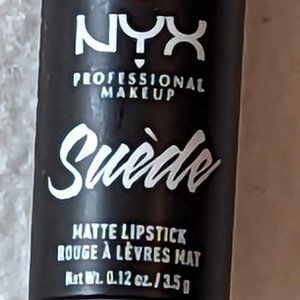 NYX
PROFESSIONAL
MAKEUP
Suède
MATTE LIPSTICK
ROUGE À LÈVRES MAT
Net Wt. 0.12 oz. / 3.5 g